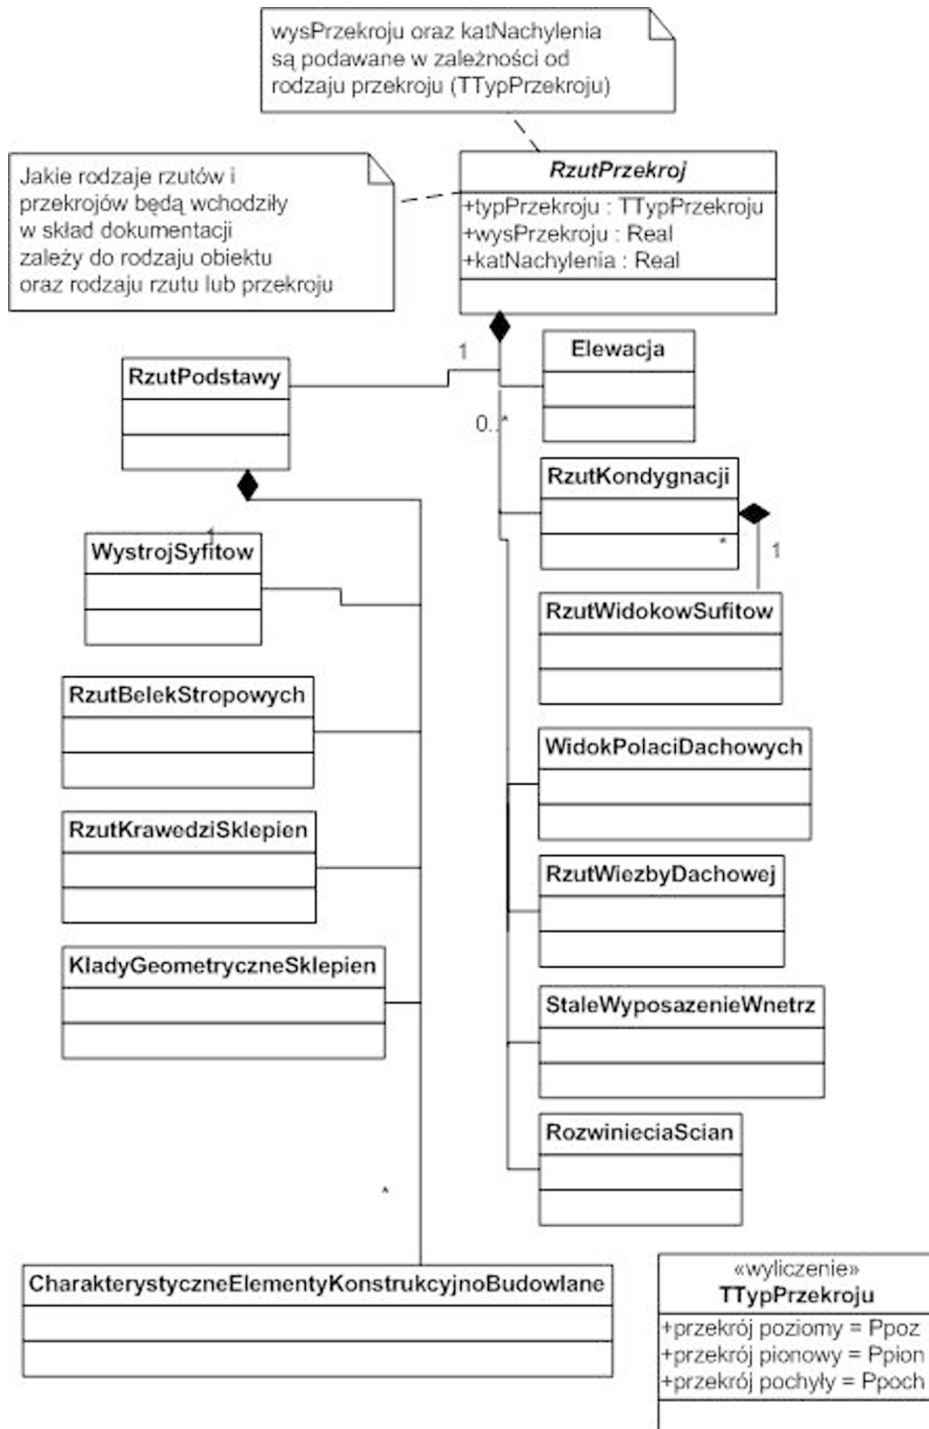 wysPrzekroju oraz katNachylenia
są podawane w zależności od
rodzaju przekroju (TTypPrzekroju)
Jakie rodzaje rzutów i
przekrojów będą wchodziły
w skład dokumentacji
zależy do rodzaju obiektu
oraz rodzaju rzutu lub przekroju
RzutPrzekroj
+typPrzekroju : TTypPrzekroju
+wysPrzekroju : Real
+katNachylenia : Real
1
Elewacja
RzutPodstawy
0..*
RzutKondygnacji
*
1
1
WystrojSyfitow
RzutWidokowSufitow
RzutBelekStropowych
WidokPolaciDachowych
RzutKrawedziSklepien
RzutWiezbyDachowej
KladyGeometryczneSklepien
StaleWyposazenieWnetrz
RozwinieciaScian
*
CharakterystyczneElementyKonstrukcyjnoBudowlane
«wyliczenie»
TTypPrzekroju
+przekrój poziomy = Ppoz
+przekrój pionowy = Ppion
+przekrój pochyły = Ppoch